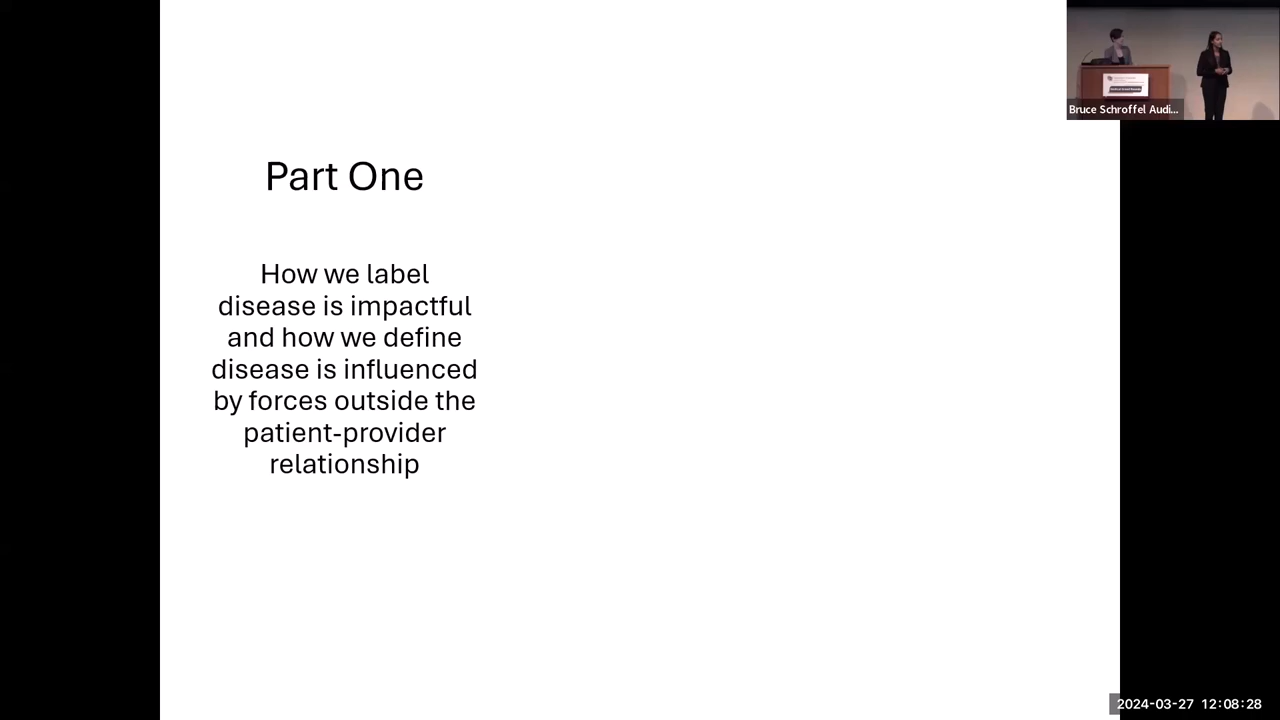 Bruce Schroffel Audi...
Part One
How we label
disease is impactful
and how we define
disease is influenced
by forces outside the
patient-provider
relationship
2024-03-27 12:08:28